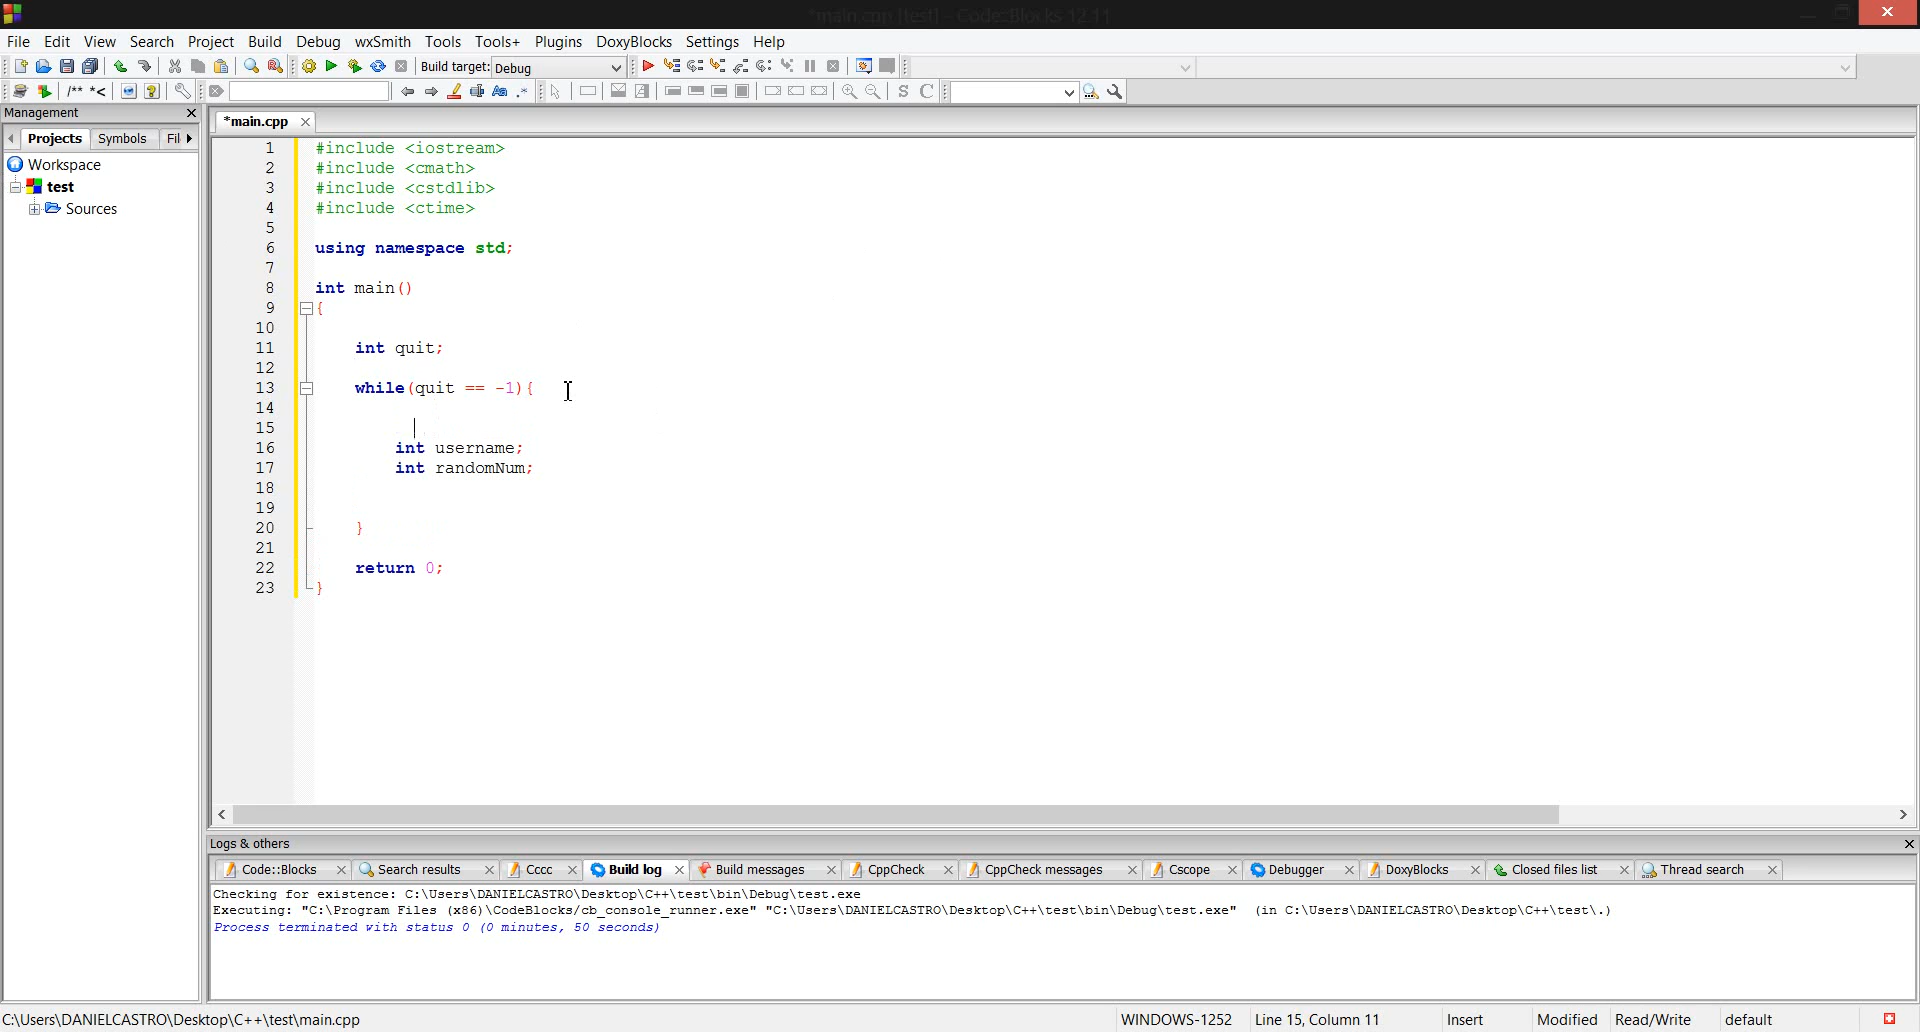 *main.cpp [test] - Code::Blocks 12.11
File Edit View Search Project Build Debug wxSmith Tools Tools+ Plugins DoxyBlocks Settings Help
Build target: Debug
/** *<
Aa .* S C
Management
Projects Symbols Fil
*main.cpp
Workspace
test
Sources
1 #include <iostream>
2 #include <cmath>
3 #include <cstdlib>
4 #include <ctime>
5
6 using namespace std;
7
8 int main()
9 {
10
11 int quit;
12
13 while(quit == -1){
14
15
16 int username;
17 int randomNum;
18
19
20 }
21
22 return 0;
23 }
Logs & others
Code::Blocks Search results Cccc Build log Build messages CppCheck CppCheck messages Cscope Debugger DoxyBlocks Closed files list Thread search
Checking for existence: C:\Users\DANIELCASTRO\Desktop\C++\test\bin\Debug\test.exe
Executing: "C:\Program Files (x86)\CodeBlocks/cb_console_runner.exe" "C:\Users\DANIELCASTRO\Desktop\C++\test\bin\Debug\test.exe" (in C:\Users\DANIELCASTRO\Desktop\C++\test\.)
Process terminated with status 0 (0 minutes, 50 seconds)
C:\Users\DANIELCASTRO\Desktop\C++\test\main.cpp WINDOWS-1252 Line 15, Column 11 Insert Modified Read/Write default